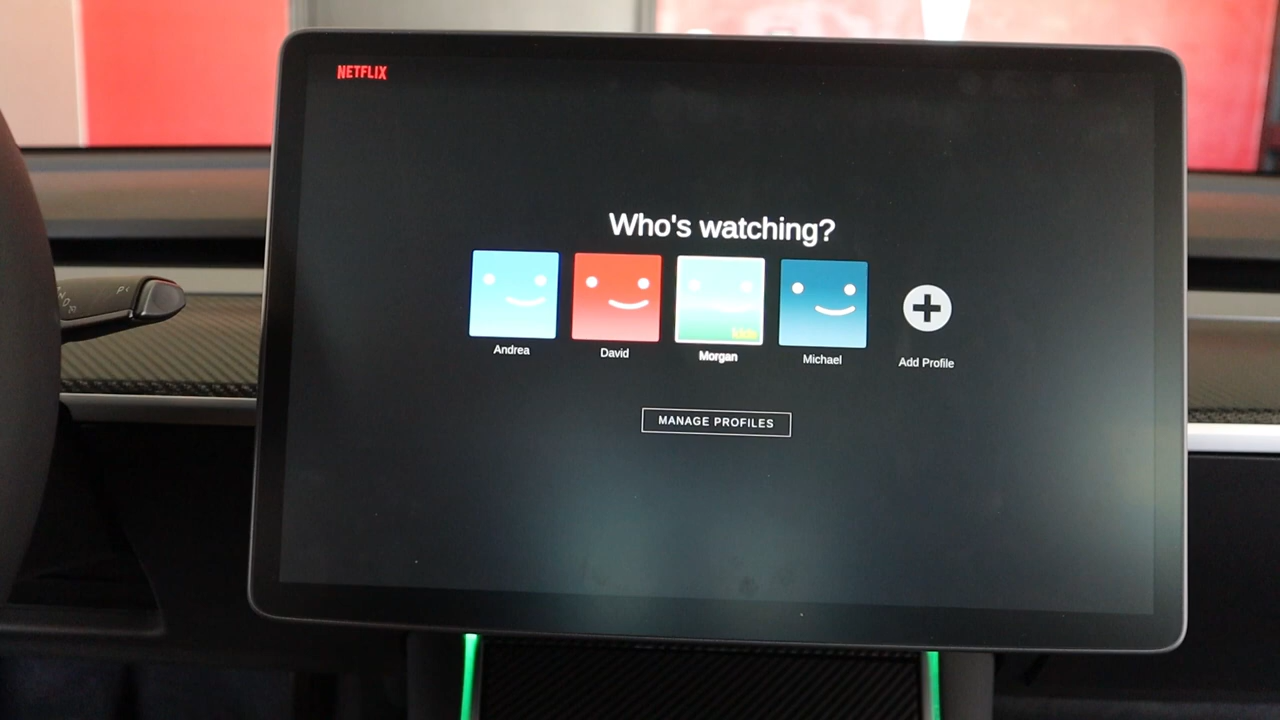 NETFLIX
Who's watching?
kids
Andrea
David
Morgan
Michael
Add Profile
MANAGE PROFILES